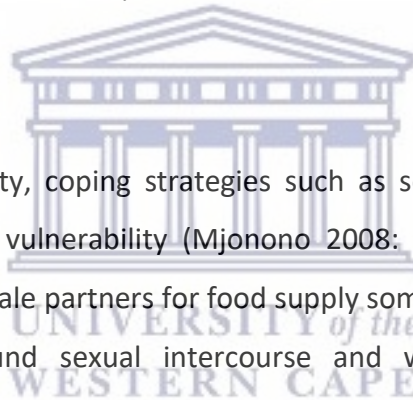 ty, coping strategies such as s
vulnerability (Mjonono 2008:
ale partners for food supply som
UNIVERSITY of the
und sexual intercourse and w
WESTERN CAPE